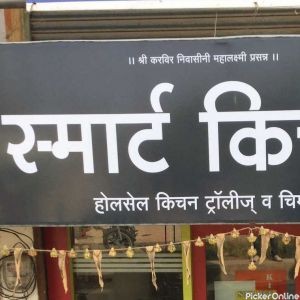 ।। श्री करविर निवासीनी महालक्ष्मी प्रसन्न ।।
स्मार्ट कि
होलसेल किचन ट्रॉलीज् व चि
PickerOnline